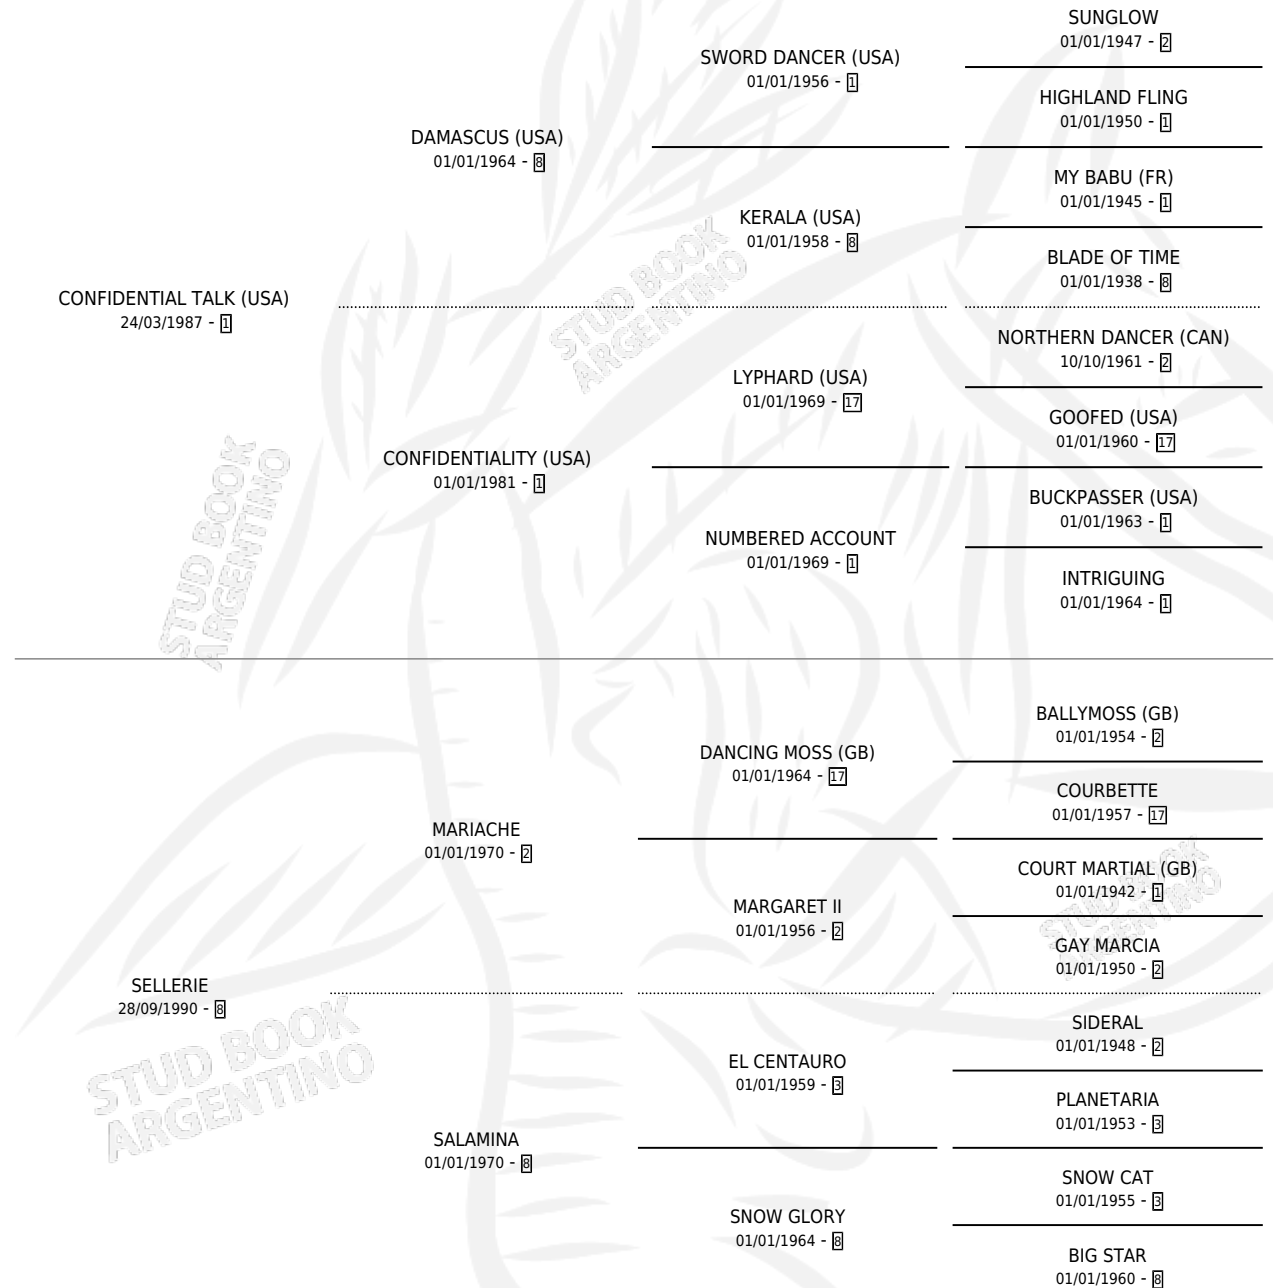 SUNGLOW
01/01/1947 - 2
SWORD DANCER (USA)
01/01/1956 - 1
HIGHLAND FLING
01/01/1950 - 1
DAMASCUS (USA)
01/01/1964 - 8
MY BABU (FR)
01/01/1945 - 1
KERALA (USA)
01/01/1958 - 8
BLADE OF TIME
01/01/1938 - 8
CONFIDENTIAL TALK (USA)
24/03/1987 - 1
NORTHERN DANCER (CAN)
10/10/1961 - 2
LYPHARD (USA)
01/01/1969 - 17
GOOFED (USA)
01/01/1960 - 17
CONFIDENTIALITY (USA)
01/01/1981 - 1
BUCKPASSER (USA)
01/01/1963 - 1
NUMBERED ACCOUNT
01/01/1969 - 1
INTRIGUING
01/01/1964 - 1
STUD BOOK
ARGENTINO
STUD BOOK
ARGENTINO
BALLYMOSS (GB)
01/01/1954 - 2
DANCING MOSS (GB)
01/01/1964 - 17
COURBETTE
01/01/1957 - 17
MARIACHE
01/01/1970 - 2
COURT MARTIAL (GB)
01/01/1942 - 1
MARGARET II
01/01/1956 - 2
GAY MARCIA
01/01/1950 - 2
SELLERIE
28/09/1990 - 8
SIDERAL
01/01/1948 - 2
EL CENTAURO
01/01/1959 - 3
PLANETARIA
01/01/1953 - 3
SALAMINA
01/01/1970 - 8
SNOW CAT
01/01/1955 - 3
SNOW GLORY
01/01/1964 - 8
BIG STAR
01/01/1960 - 8
STUD BOOK
ARGENTINO
STUD BOOK
ARGENTINO